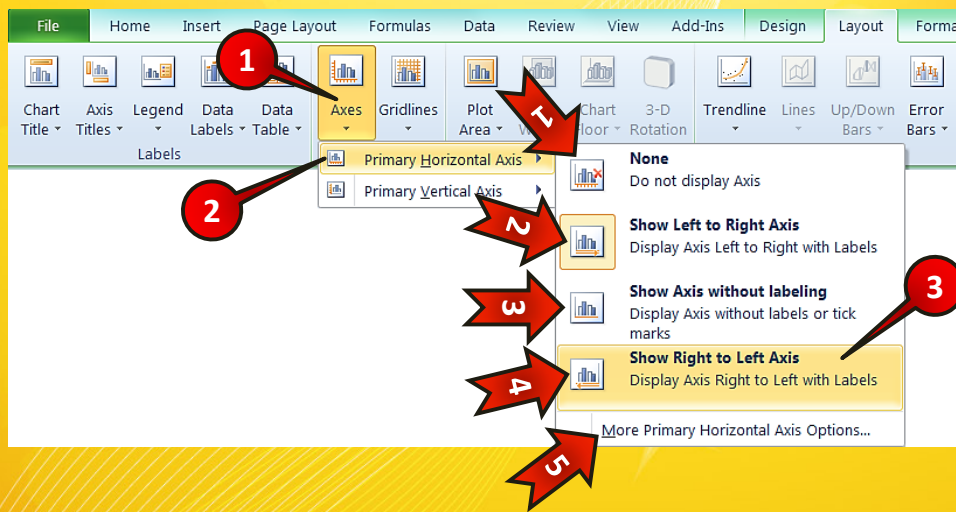 File Home Insert Page Layout Formulas Data Review View Add-Ins Design Layout Forma
Chart Axis Legend Data Data Axes Gridlines Plot Chart 3-D Trendline Lines Up/Down Error
Title Titles Labels Table Area Floor Rotation Bars Bars
Labels
1
2
Primary Horizontal Axis
Primary Vertical Axis
1
None
Do not display Axis
2
Show Left to Right Axis
Display Axis Left to Right with Labels
3
Show Axis without labeling
Display Axis without labels or tick
marks
3
4
Show Right to Left Axis
Display Axis Right to Left with Labels
5
More Primary Horizontal Axis Options...